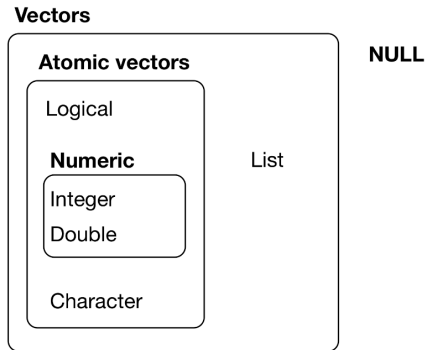 Vectors
NULL
Atomic vectors
Logical
Numeric
List
Integer
Double
Character